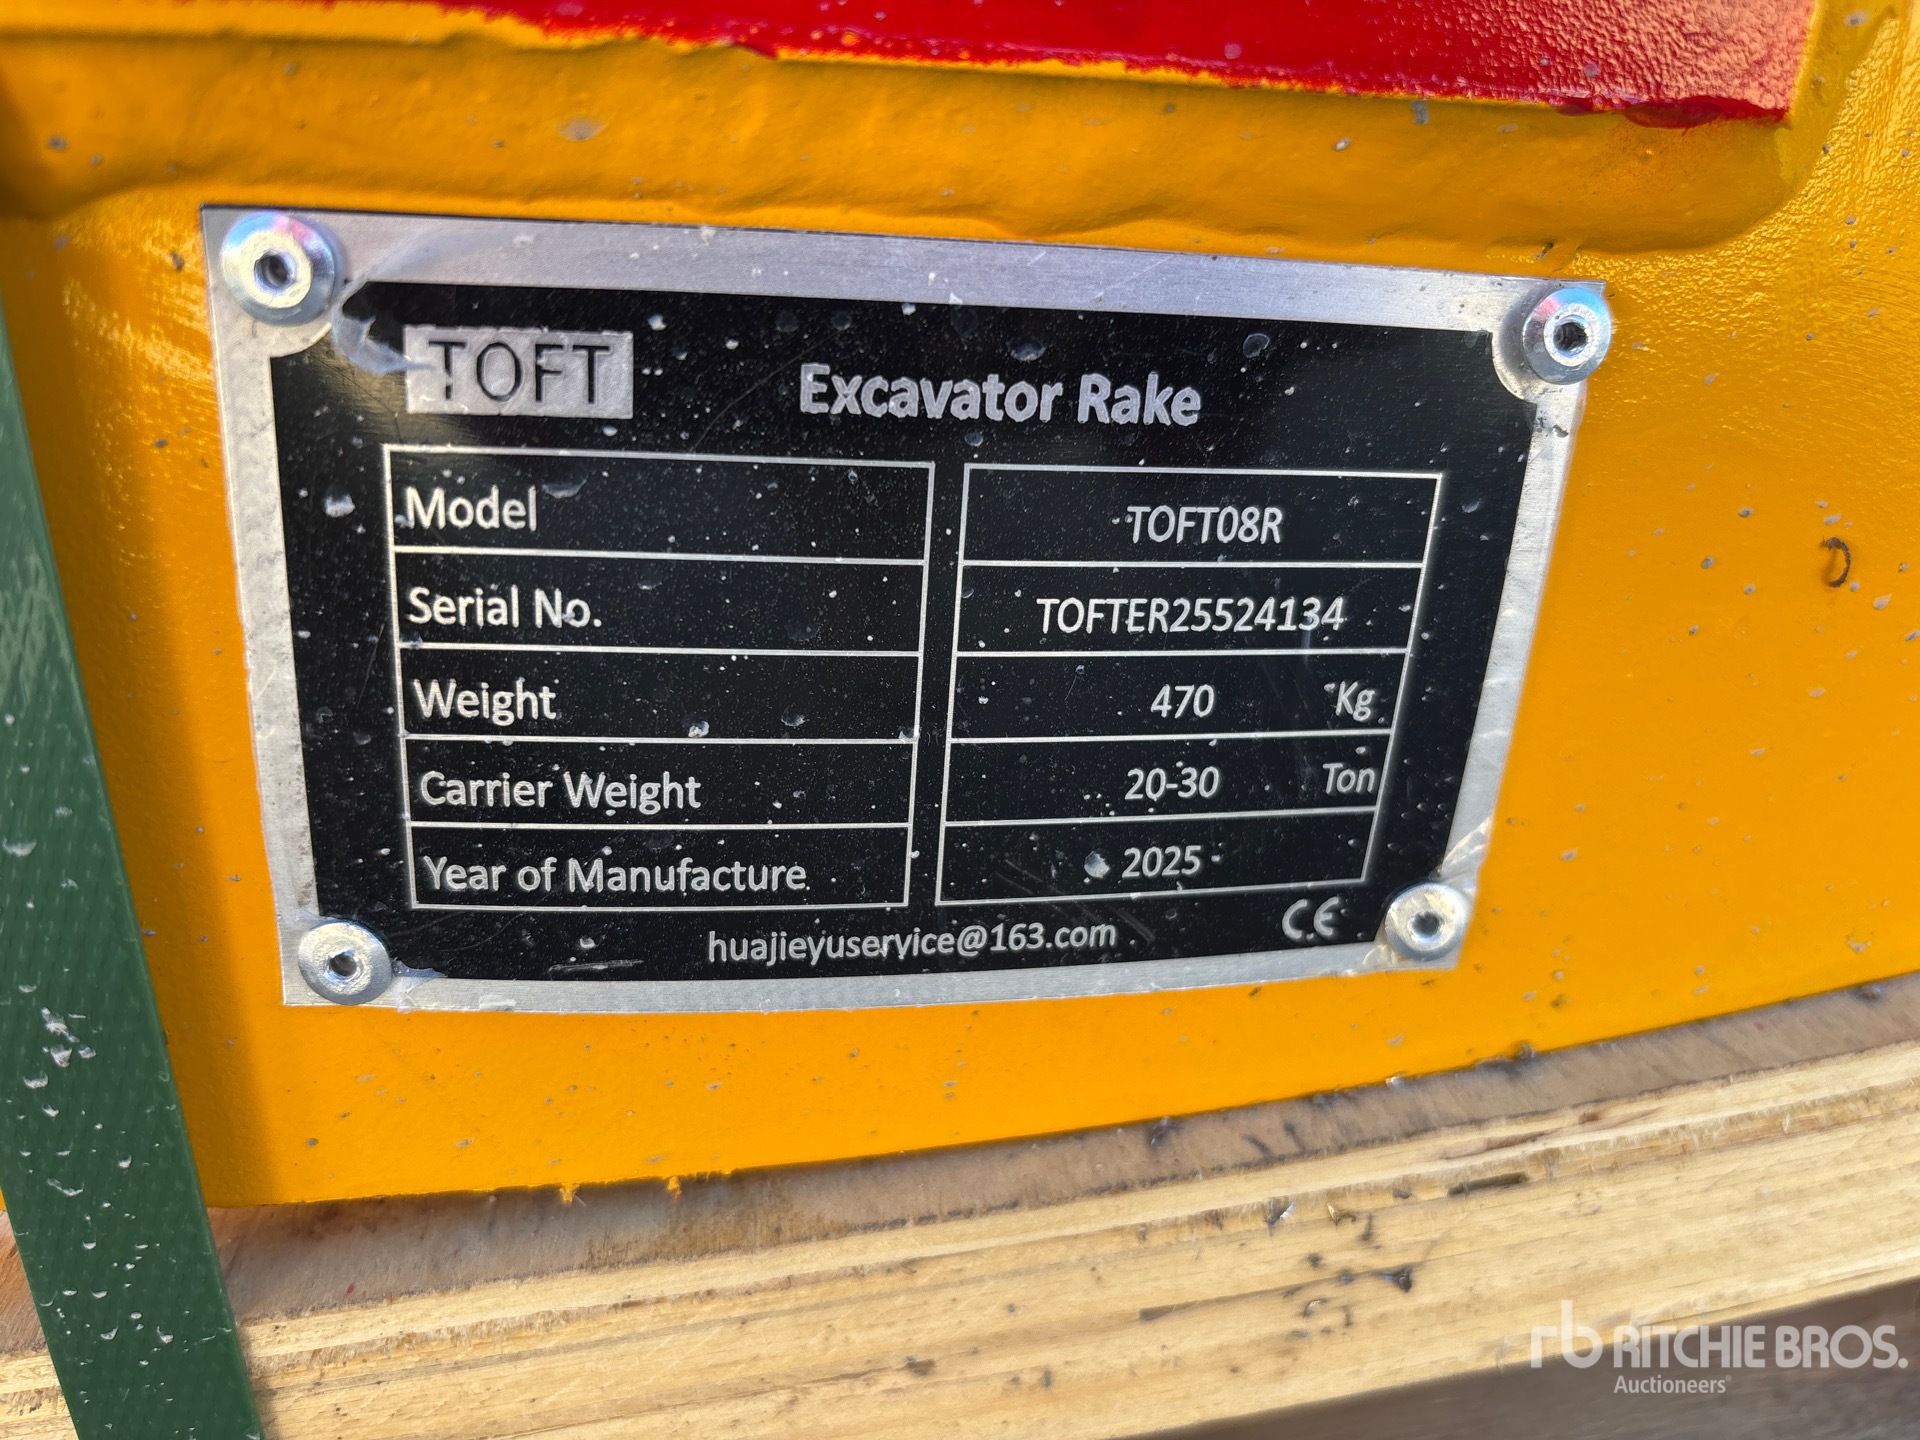 TOFT Excavator Rake
Model TOFT08R
Serial No. TOFTER25524134
Weight 470 Kg
Carrier Weight 20-30 Ton
Year of Manufacture 2025
huajieyuservice@163.com CE
rb RITCHIE BROS.
Auctioneers